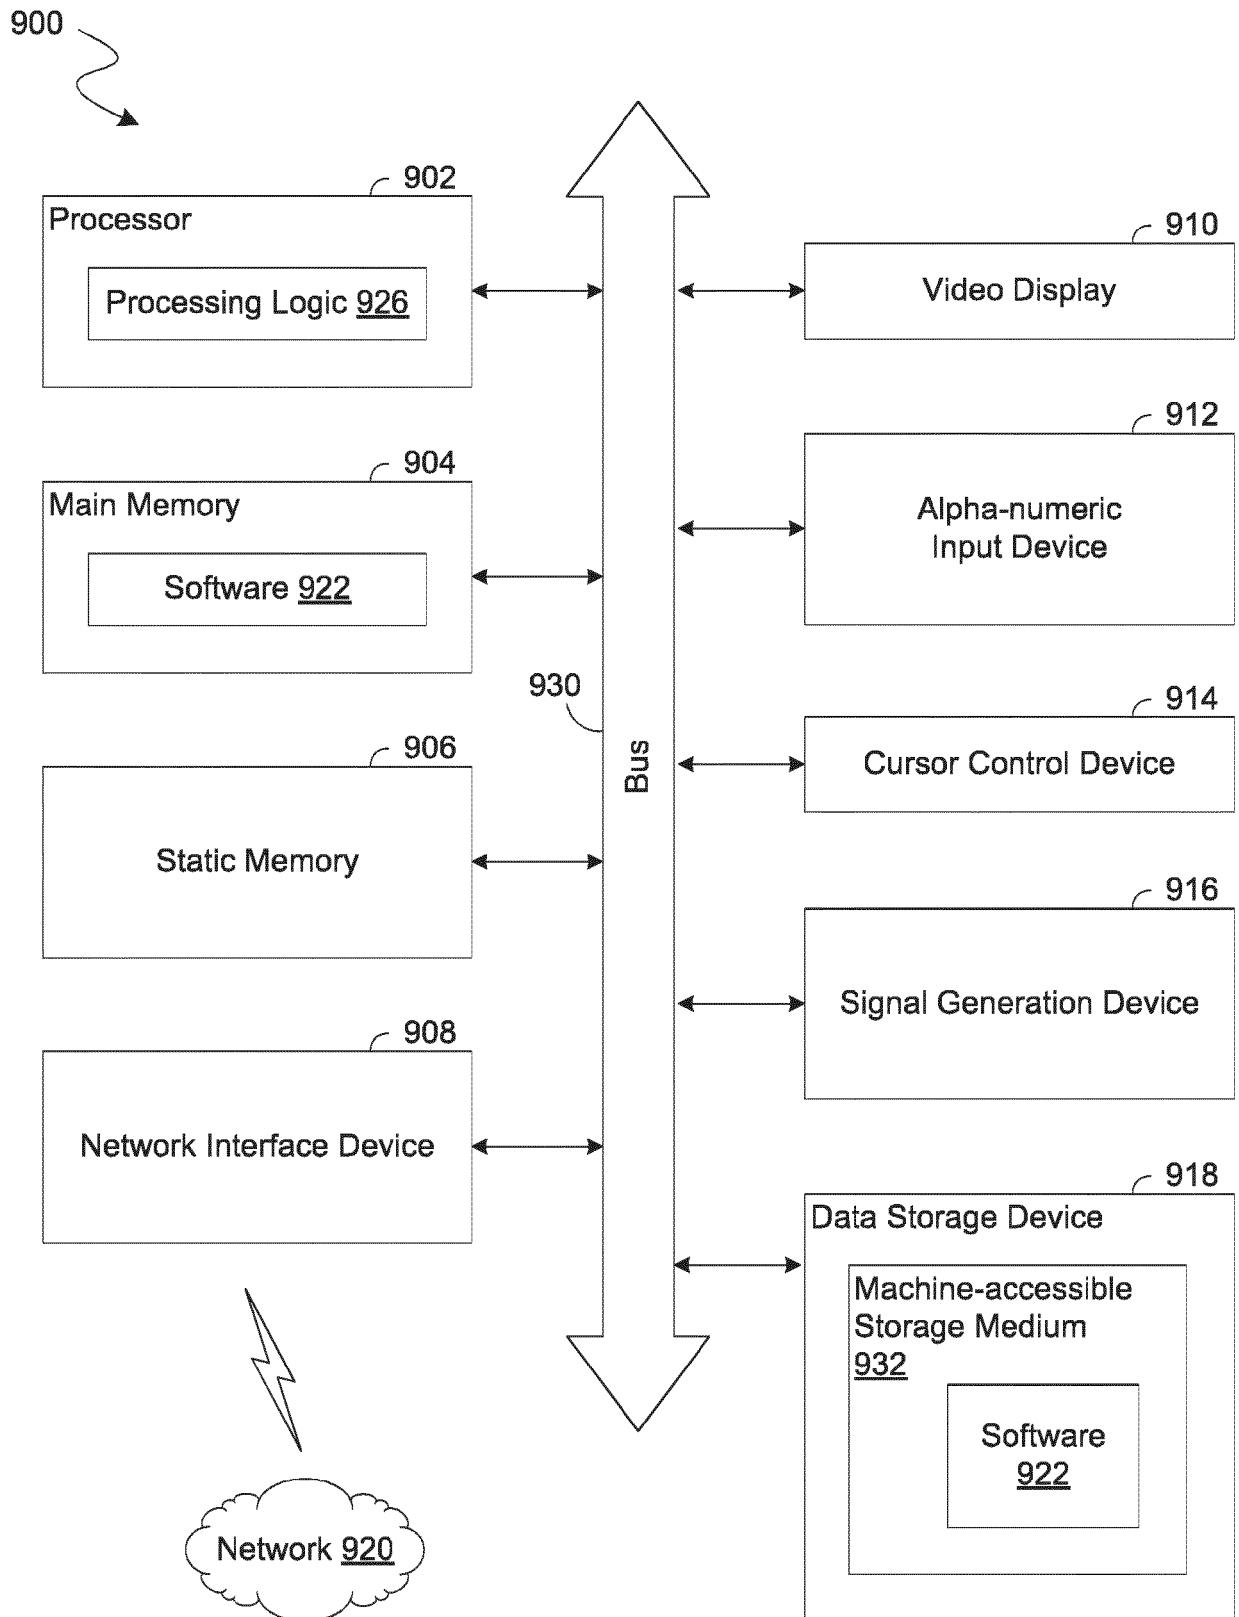 900
902
Processor
Processing Logic 926
904
Main Memory
Software 922
930
Bus
906
Static Memory
908
Network Interface Device
Network 920
910
Video Display
912
Alpha-numeric
Input Device
914
Cursor Control Device
916
Signal Generation Device
918
Data Storage Device
Machine-accessible
Storage Medium
932
Software
922